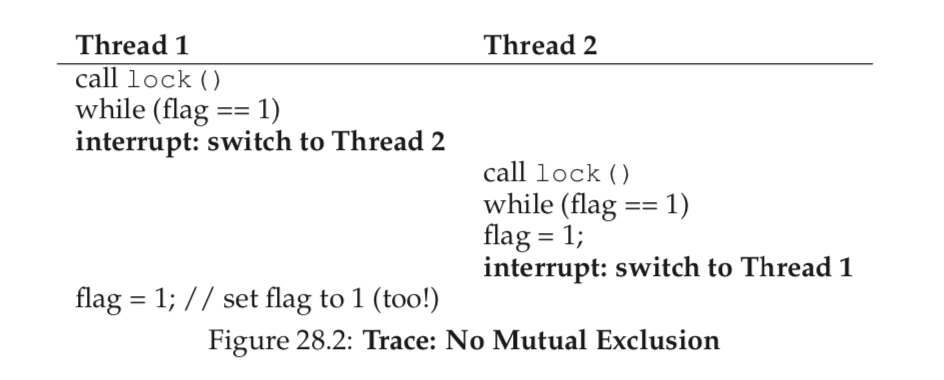 Thread 1 Thread 2
call lock ()
while (flag == 1)
interrupt: switch to Thread 2
call lock ()
while (flag == 1)
flag = 1;
interrupt: switch to Thread 1
flag = 1; // set flag to 1 (too!)
Figure 28.2: Trace: No Mutual Exclusion